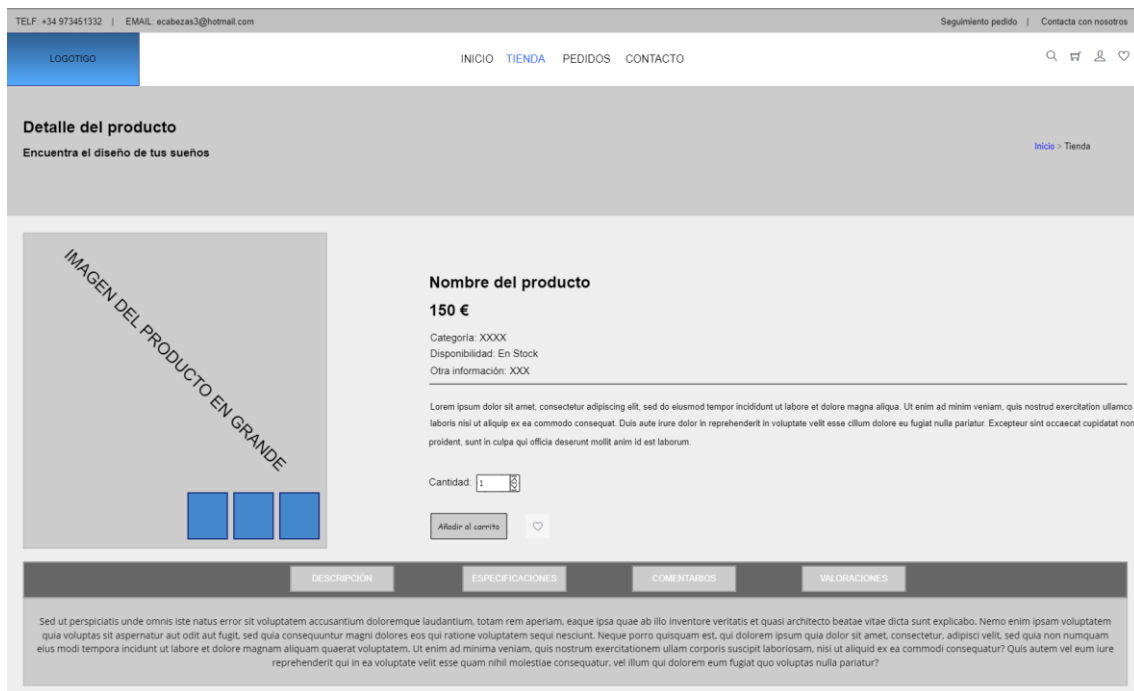 TELF: +34 973451332 | EMAIL: ecabezas3@hotmail.com
Seguimiento pedido | Contacta con nosotros
LOGOTIGO
INICIO TIENDA PEDIDOS CONTACTO
Detalle del producto
Encuentra el diseño de tus sueños
Inicio > Tienda
IMAGEN DEL PRODUCTO EN GRANDE
Nombre del producto
150 €
Categoría: XXXX
Disponibilidad: En Stock
Otra información: XXX
Lorem ipsum dolor sit amet, consectetur adipiscing elit, sed do eiusmod tempor incididunt ut labore et dolore magna aliqua. Ut enim ad minim veniam, quis nostrud exercitation ullamco
laboris nisi ut aliquip ex ea commodo consequat. Duis aute irure dolor in reprehenderit in voluptate velit esse cillum dolore eu fugiat nulla pariatur. Excepteur sint occaecat cupidatat non
proident, sunt in culpa qui officia deserunt mollit anim id est laborum.
Cantidad: 1
Añadir al carrito
DESCRIPCIÓN ESPECIFICACIONES COMENTARIOS VALORACIONES
Sed ut perspiciatis unde omnis iste natus error sit voluptatem accusantium doloremque laudantium, totam rem aperiam, eaque ipsa quae ab illo inventore veritatis et quasi architecto beatae vitae dicta sunt explicabo. Nemo enim ipsam voluptatem
quia voluptas sit aspernatur aut odit aut fugit, sed quia consequuntur magni dolores eos qui ratione voluptatem sequi nesciunt. Neque porro quisquam est, qui dolorem ipsum quia dolor sit amet, consectetur, adipisci velit, sed quia non numquam
eius modi tempora incidunt ut labore et dolore magnam aliquam quaerat voluptatem. Ut enim ad minima veniam, quis nostrum exercitationem ullam corporis suscipit laboriosam, nisi ut aliquid ex ea commodi consequatur? Quis autem vel eum iure
reprehenderit qui in ea voluptate velit esse quam nihil molestiae consequatur, vel illum qui dolorem eum fugiat quo voluptas nulla pariatur?